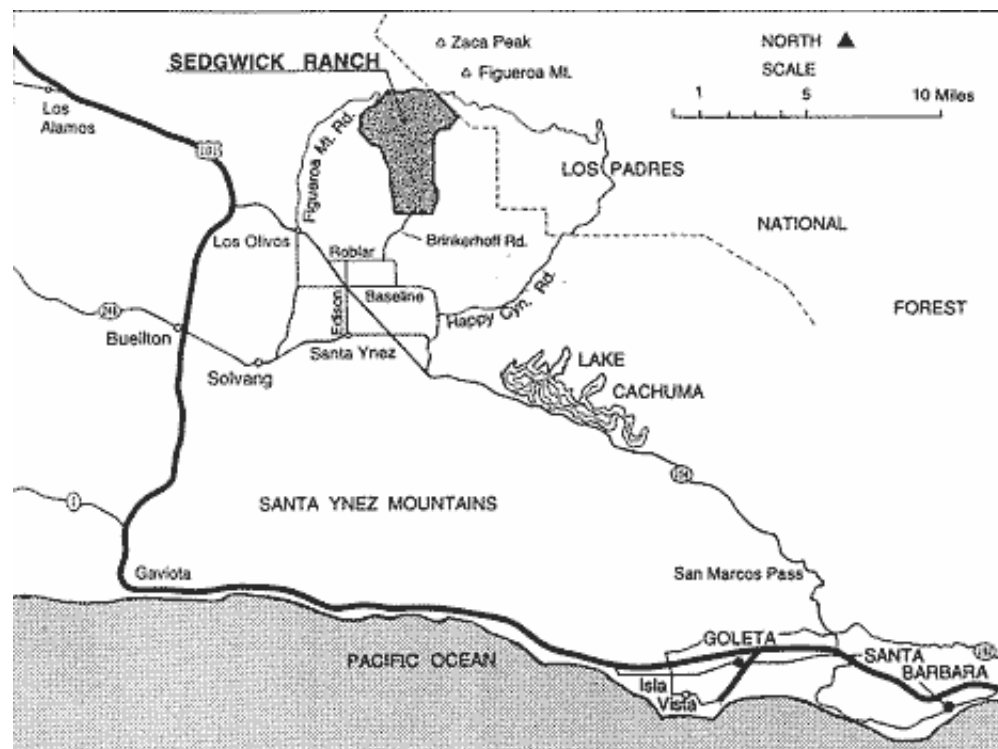 Zaca Peak
NORTH
SEDGWICK RANCH
Figueroa Mt.
SCALE
1 5 10 Miles
Los
Alamos
101
Figueroa Mt. Rd.
LOS PADRES
NATIONAL
Los Olivos
Brinkerhoff Rd.
Roblar
Baseline
Edison
Happy Cyn. Rd.
FOREST
246
Buellton
Santa Ynez
Solvang
LAKE
CACHUMA
154
1
SANTA YNEZ MOUNTAINS
Gaviota
San Marcos Pass
GOLETA
SANTA
BARBARA
PACIFIC OCEAN
Isla
Vista